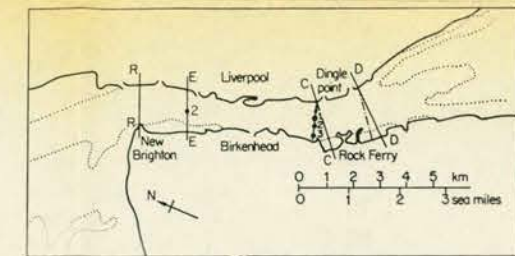 R E Liverpool C Dingle point D
2
R New Brighton E Birkenhead C Rock Ferry D
N
0 1 2 3 4 5 km
0 1 2 3 sea miles